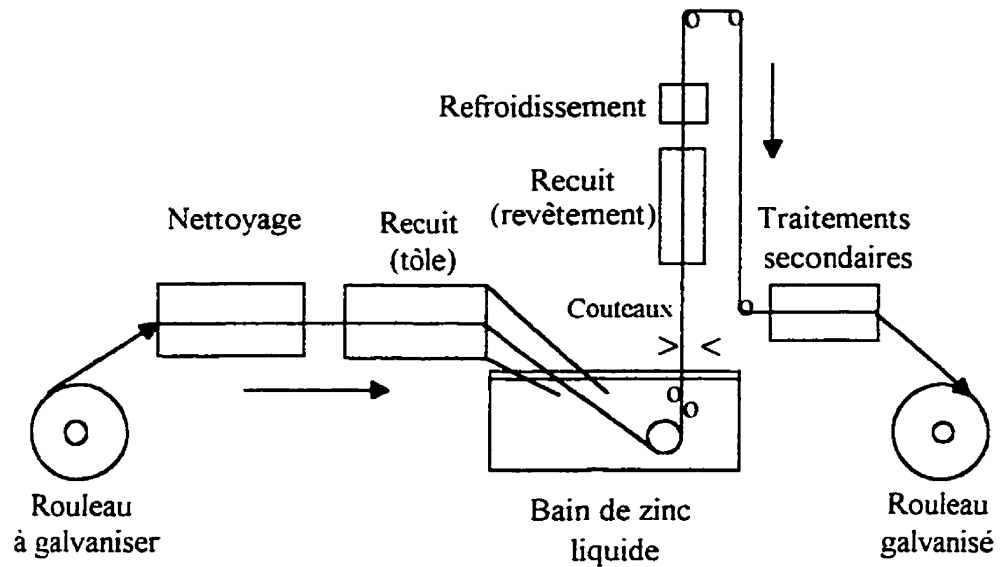 Refroidissement
Recuit
(revêtement)
Nettoyage
Recuit
(tôle)
Traitements
secondaires
Couteaux
Rouleau
à galvaniser
Bain de zinc
liquide
Rouleau
galvanisé